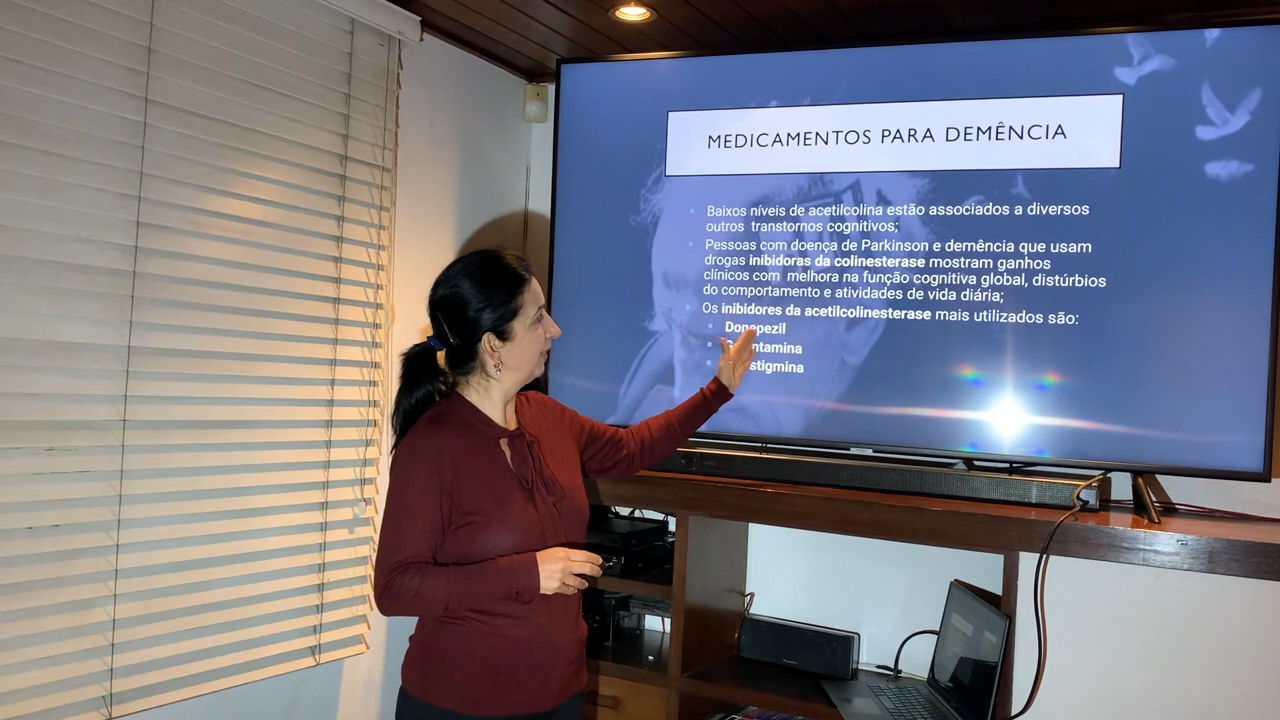 MEDICAMENTOS PARA DEMÊNCIA
Baixos níveis de acetilcolina estão associados a diversos
outros transtornos cognitivos;
Pessoas com doença de Parkinson e demência que usam
drogas inibidoras da colinesterase mostram ganhos
clínicos com melhora na função cognitiva global, distúrbios
do comportamento e atividades de vida diária;
Os inibidores da acetilcolinesterase mais utilizados são:
Donepezil